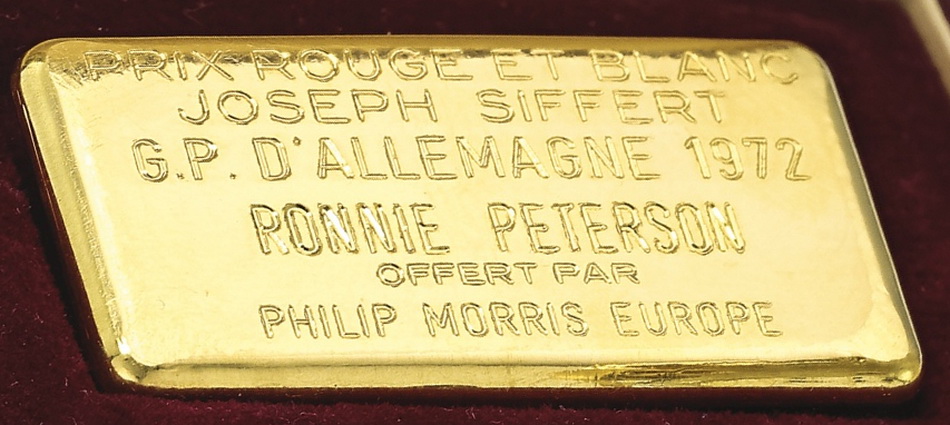 PRIX ROUGE ET BLANC
JOSEPH SIFFERT
G.P. D'ALLEMAGNE 1972
RONNIE PETERSON
OFFERT PAR
PHILIP MORRIS EUROPE